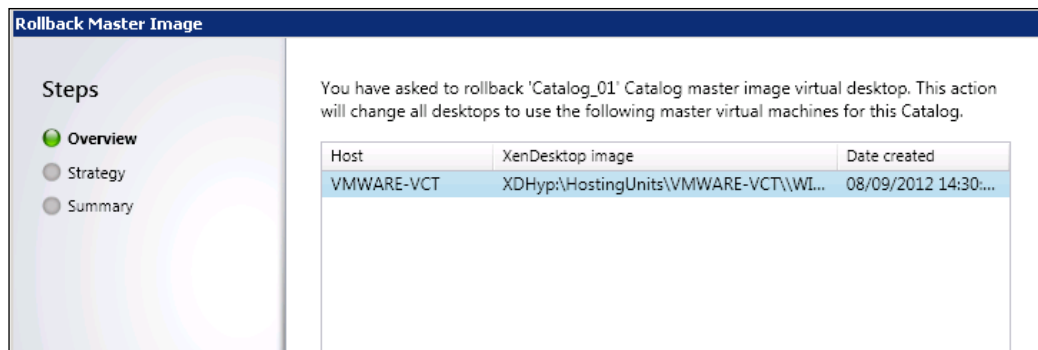 Rollback Master Image
Steps
Overview
Strategy
Summary
You have asked to rollback 'Catalog_01' Catalog master image virtual desktop. This action
will change all desktops to use the following master virtual machines for this Catalog.
Host XenDesktop image Date created
VMWARE-VCT XDHyp:\HostingUnits\VMWARE-VCT\\WI... 08/09/2012 14:30:...